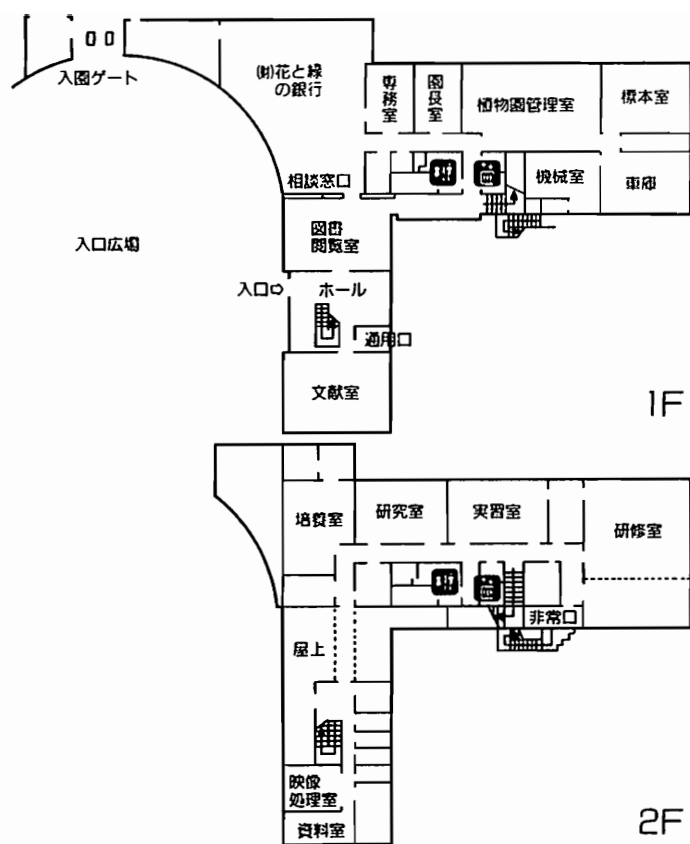 入園ゲート
㈶花と緑
の銀行
専務室
園長室
植物園管理室
標本室
相談窓口
機械室
車庫
入口広場
図書
閲覧室
入口⇨
ホール
通用口
文献室
1F
培養室
研究室
実習室
研修室
非常口
屋上
映像
処理室
資料室
2F